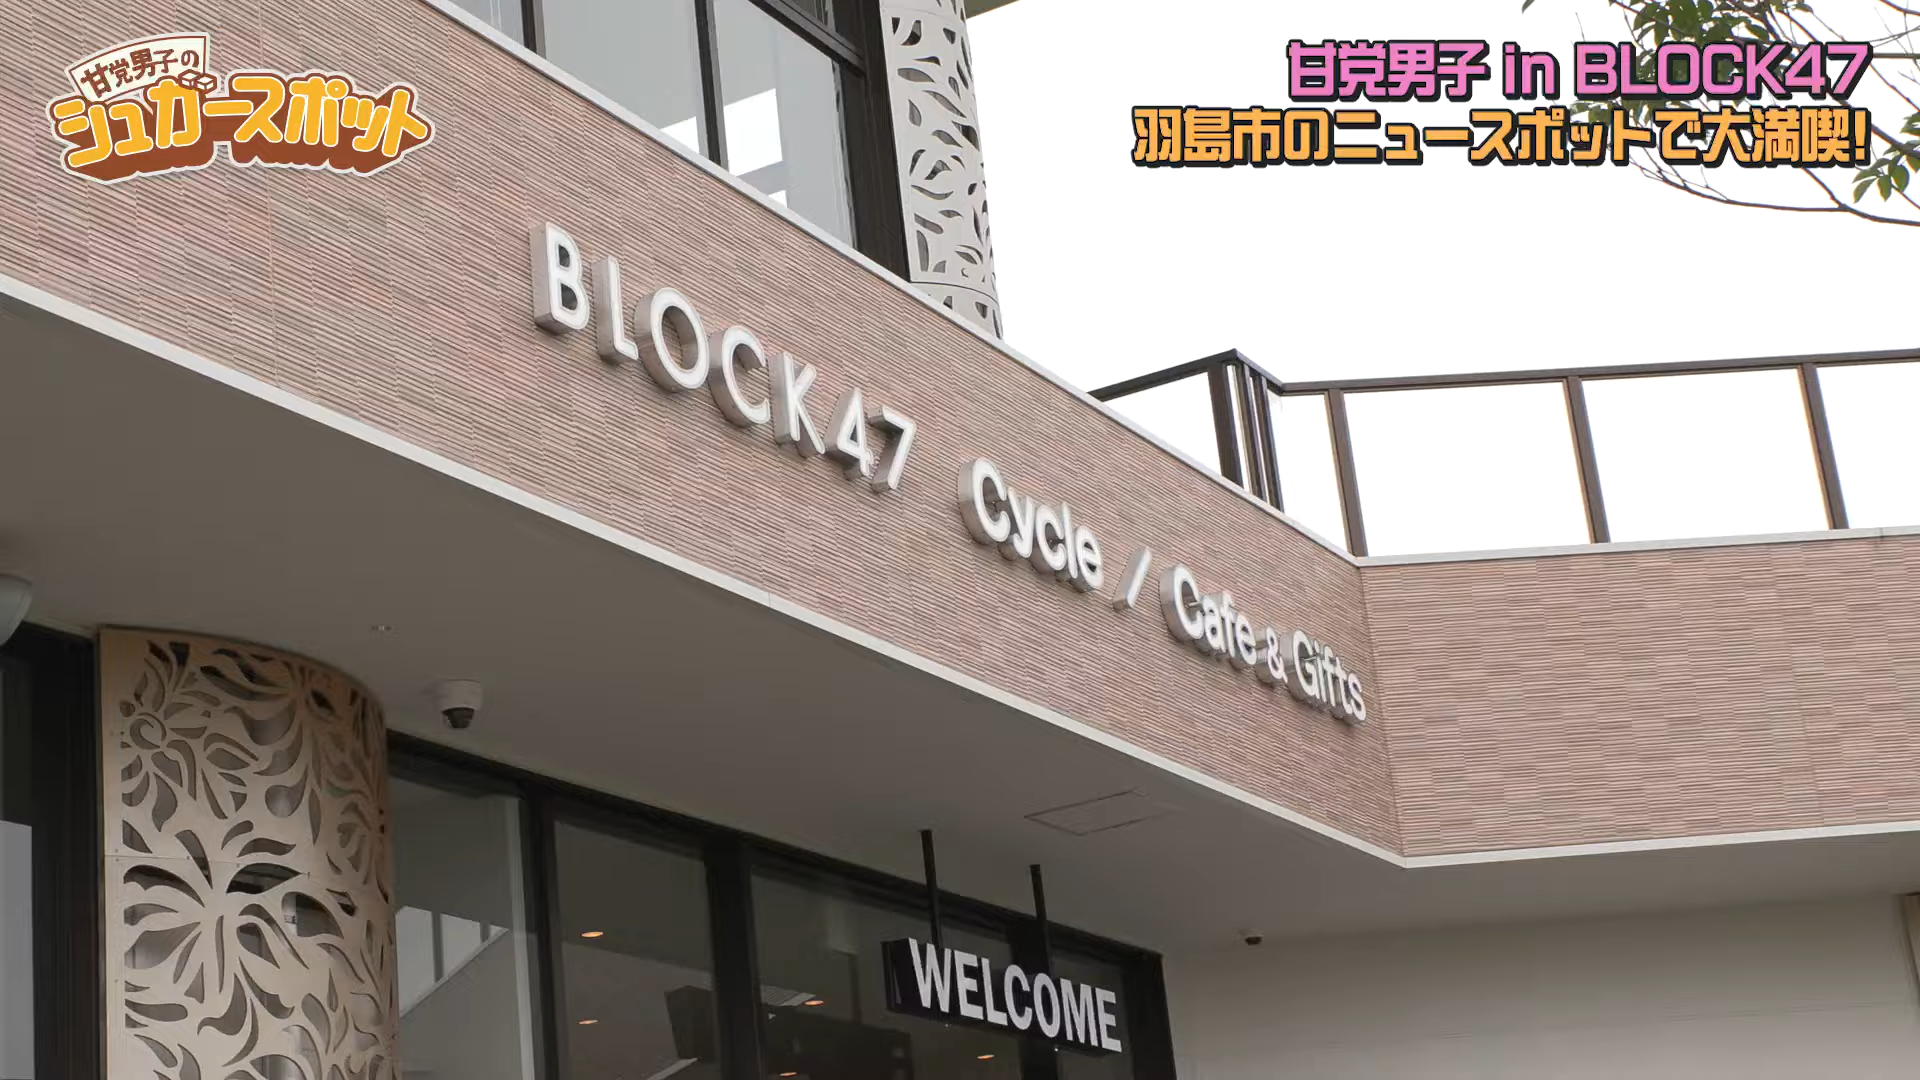 甘党男子の
シュガースポット
甘党男子 in BLOCK47
羽島市のニュースポットで大満喫!
BLOCK47 Cycle / Cafe & Gifts
WELCOME